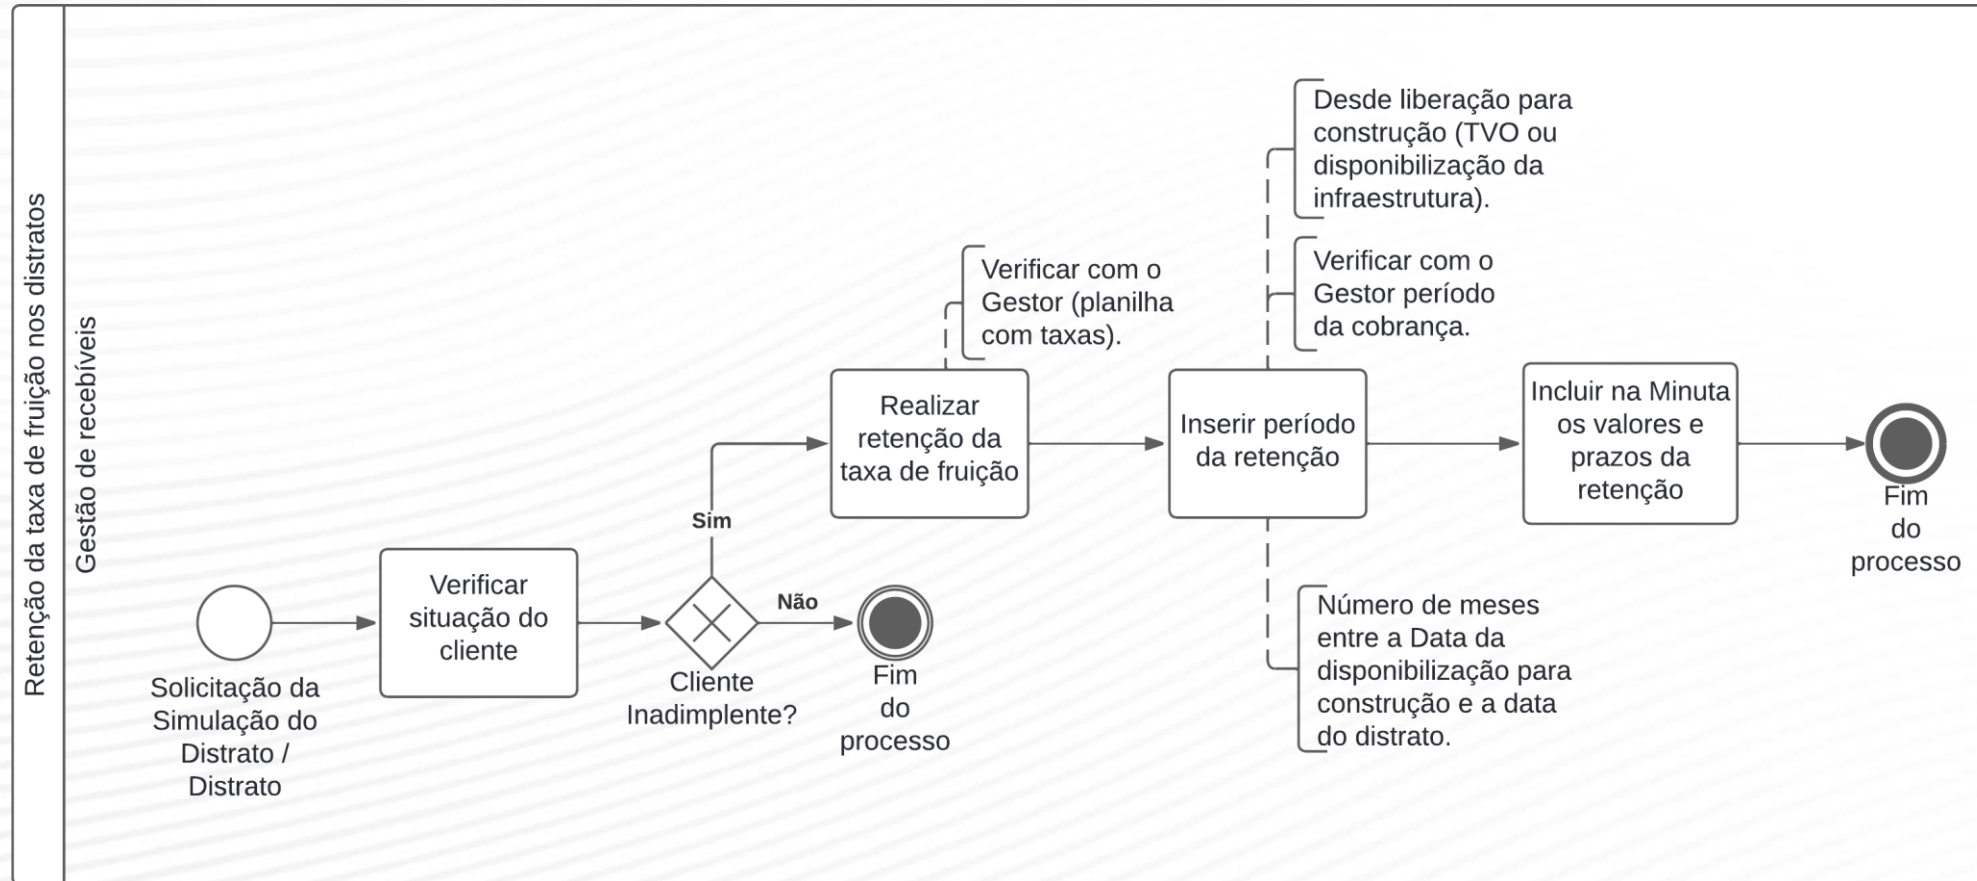 Retenção da taxa de fruição nos distratos
Gestão de recebíveis
Solicitação da
Simulação do
Distrato /
Distrato
Verificar
situação do
cliente
Cliente
Inadimplente?
Sim
Não
Fim
do
processo
Realizar
retenção da
taxa de fruição
Verificar com o
Gestor (planilha
com taxas).
Inserir período
da retenção
Desde liberação para
construção (TVO ou
disponibilização da
infraestrutura).
Verificar com o
Gestor período
da cobrança.
Número de meses
entre a Data da
disponibilização para
construção e a data
do distrato.
Incluir na Minuta
os valores e
prazos da
retenção
Fim
do
processo